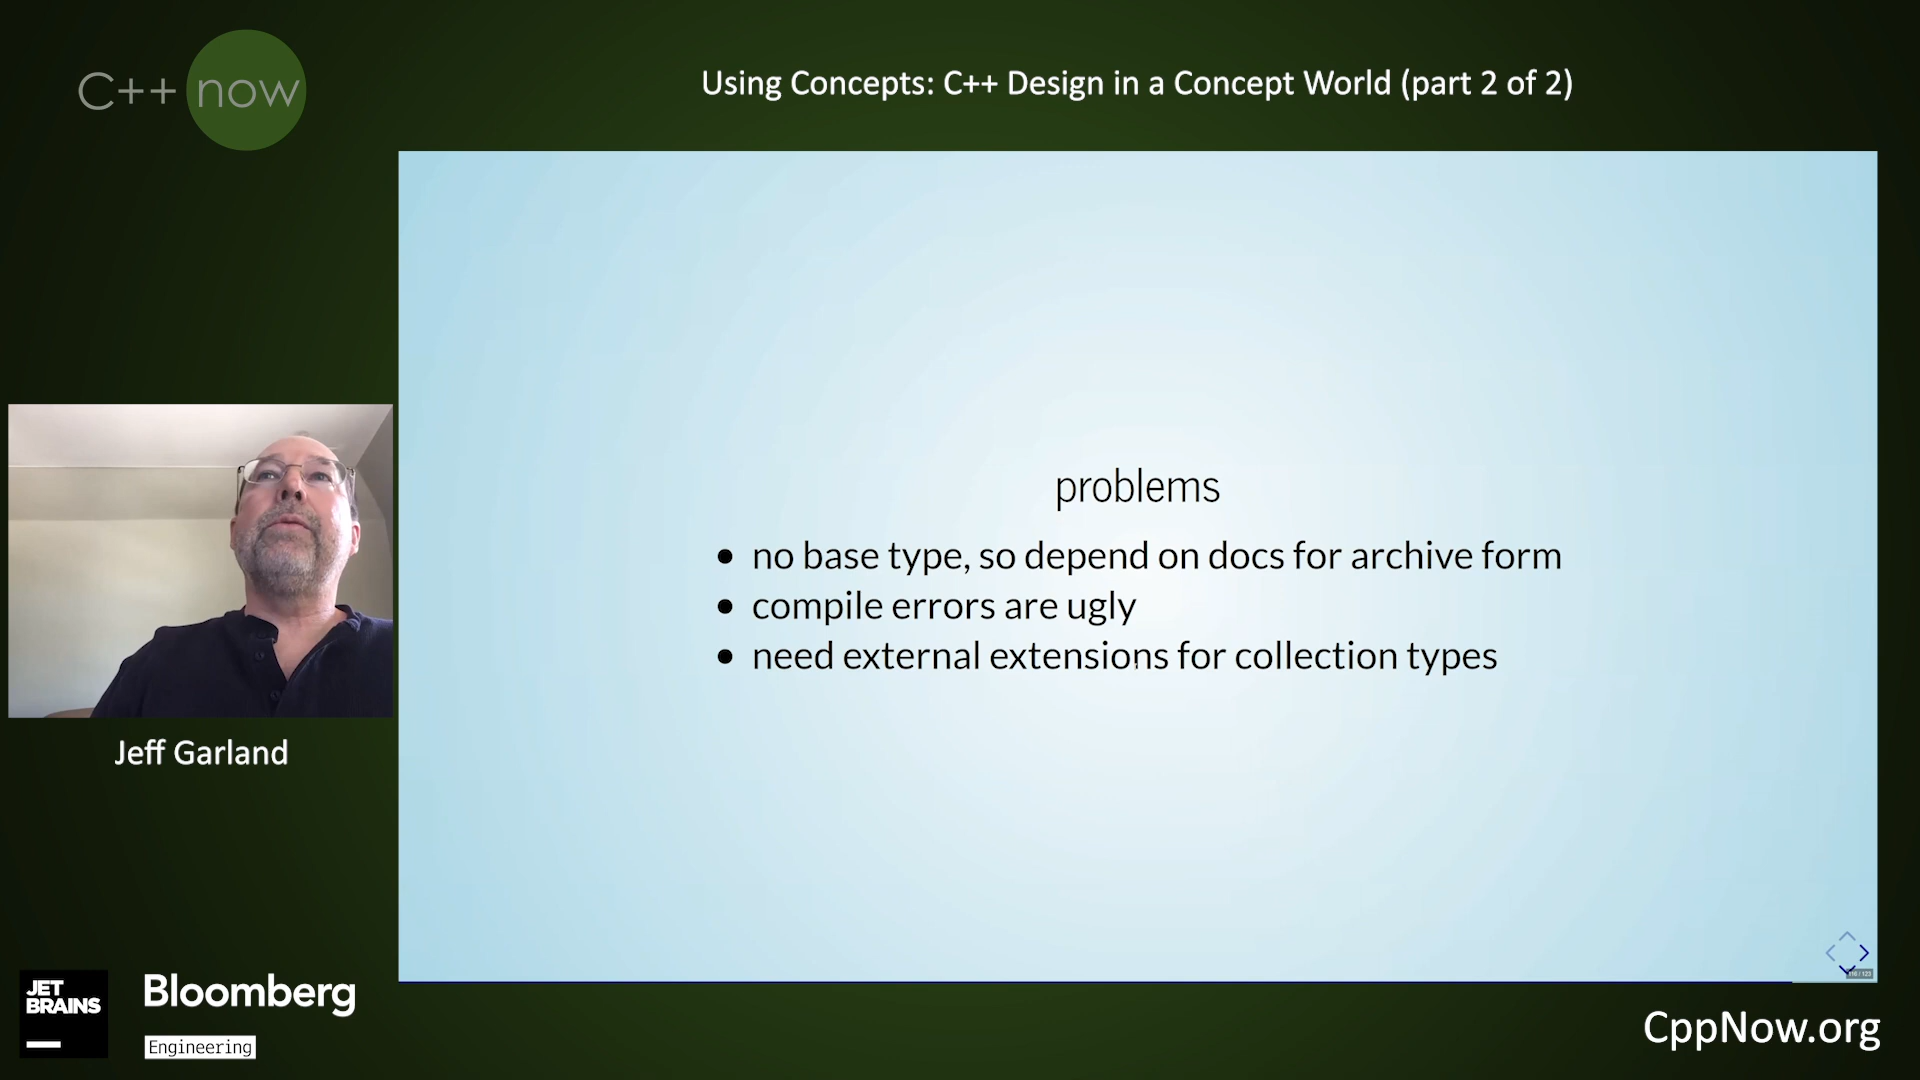 C++ now
Using Concepts: C++ Design in a Concept World (part 2 of 2)
problems
• no base type, so depend on docs for archive form
• compile errors are ugly
• need external extensions for collection types
Jeff Garland
JET
BRAINS
Bloomberg
Engineering
CppNow.org